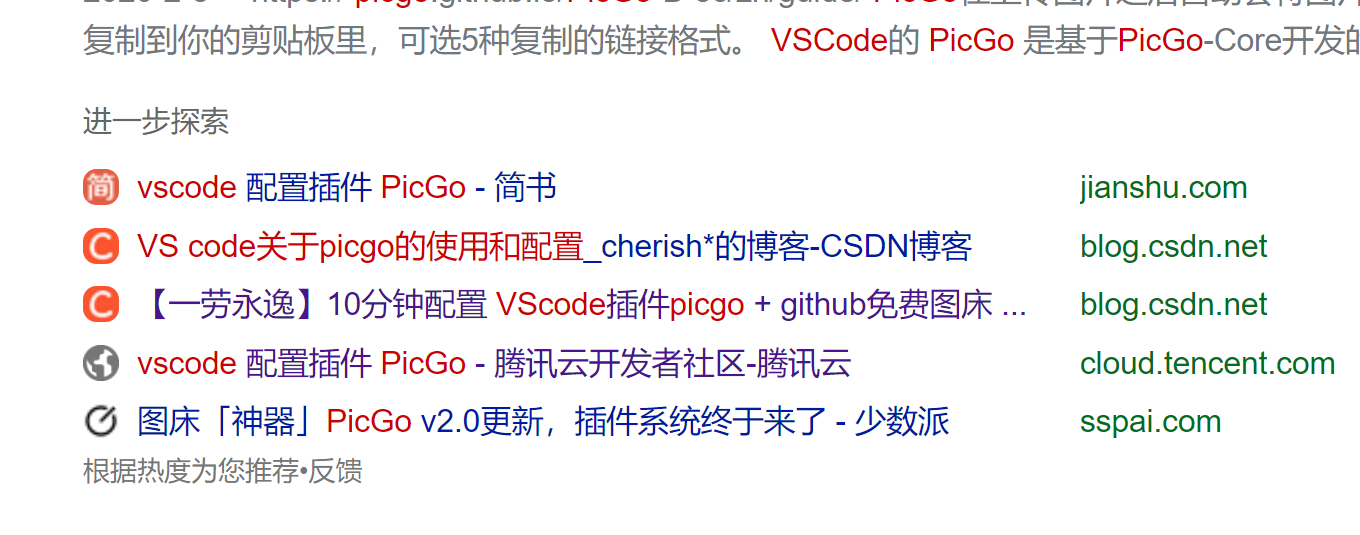 复制到你的剪贴板里，可选5种复制的链接格式。 VSCode的 PicGo 是基于PicGo-Core开发的
进一步探索
简 vscode 配置插件 PicGo - 简书 jianshu.com
C VS code关于picgo的使用和配置_cherish*的博客-CSDN博客 blog.csdn.net
C 【一劳永逸】10分钟配置 VScode插件picgo + github免费图床 ... blog.csdn.net
vscode 配置插件 PicGo - 腾讯云开发者社区-腾讯云 cloud.tencent.com
图床「神器」PicGo v2.0更新，插件系统终于来了 - 少数派 sspai.com
根据热度为您推荐•反馈